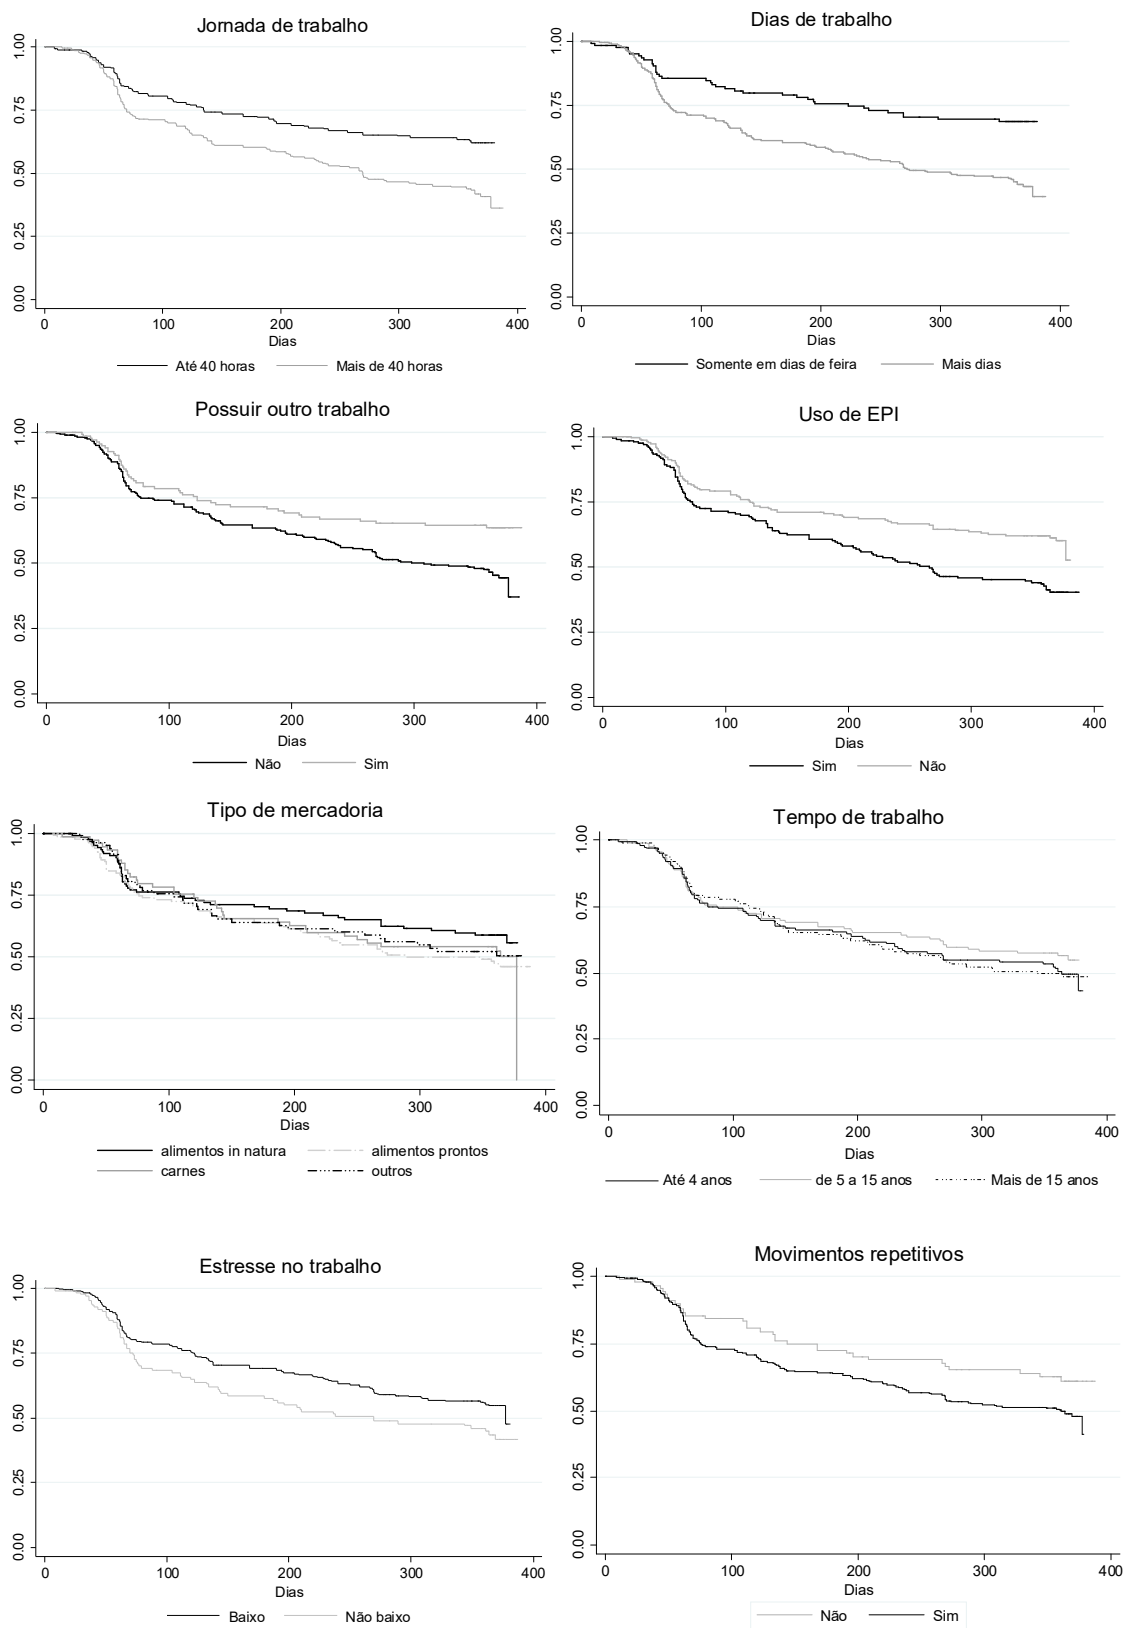 Jornada de trabalho
1.00
0.75
0.50
0.25
0.00
0 100 200 300 400
Dias
Até 40 horas Mais de 40 horas
Dias de trabalho
1.00
0.75
0.50
0.25
0.00
0 100 200 300 400
Dias
Somente em dias de feira Mais dias
Possuir outro trabalho
1.00
0.75
0.50
0.25
0.00
0 100 200 300 400
Dias
Não Sim
Uso de EPI
1.00
0.75
0.50
0.25
0.00
0 100 200 300 400
Dias
Sim Não
Tipo de mercadoria
1.00
0.75
0.50
0.25
0.00
0 100 200 300 400
Dias
alimentos in natura alimentos prontos
carnes outros
Tempo de trabalho
1.00
0.75
0.50
0.25
0.00
0 100 200 300 400
Dias
Até 4 anos de 5 a 15 anos Mais de 15 anos
Estresse no trabalho
1.00
0.75
0.50
0.25
0.00
0 100 200 300 400
Dias
Baixo Não baixo
Movimentos repetitivos
1.00
0.75
0.50
0.25
0.00
0 100 200 300 400
Dias
Não Sim